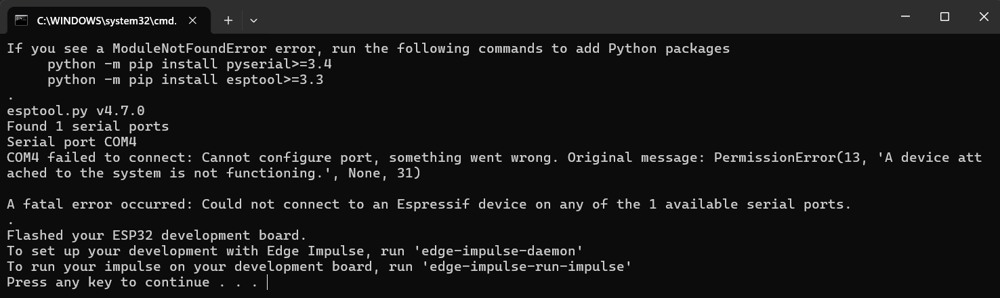 C:\WINDOWS\system32\cmd.
If you see a ModuleNotFoundError error, run the following commands to add Python packages
     python -m pip install pyserial>=3.4
     python -m pip install esptool>=3.3
.
esptool.py v4.7.0
Found 1 serial ports
Serial port COM4
COM4 failed to connect: Cannot configure port, something went wrong. Original message: PermissionError(13, 'A device att
ached to the system is not functioning.', None, 31)

A fatal error occurred: Could not connect to an Espressif device on any of the 1 available serial ports.
.
Flashed your ESP32 development board.
To set up your development with Edge Impulse, run 'edge-impulse-daemon'
To run your impulse on your development board, run 'edge-impulse-run-impulse'
Press any key to continue . . .